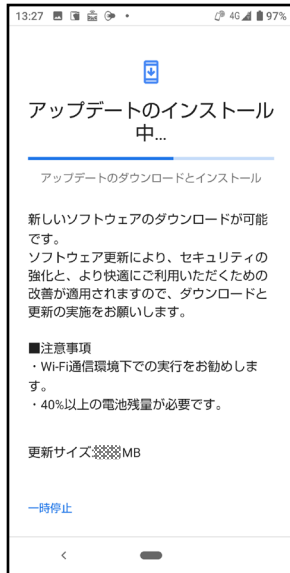 13:27 4G 97%
アップデートのインストール
中...
アップデートのダウンロードとインストール
新しいソフトウェアのダウンロードが可能
です。
ソフトウェア更新により、セキュリティの
強化と、より快適にご利用いただくための
改善が適用されますので、ダウンロードと
更新の実施をお願いします。
■注意事項
・Wi-Fi通信環境下での実行をお勧めしま
す。
・40%以上の電池残量が必要です。
更新サイズ: MB
一時停止